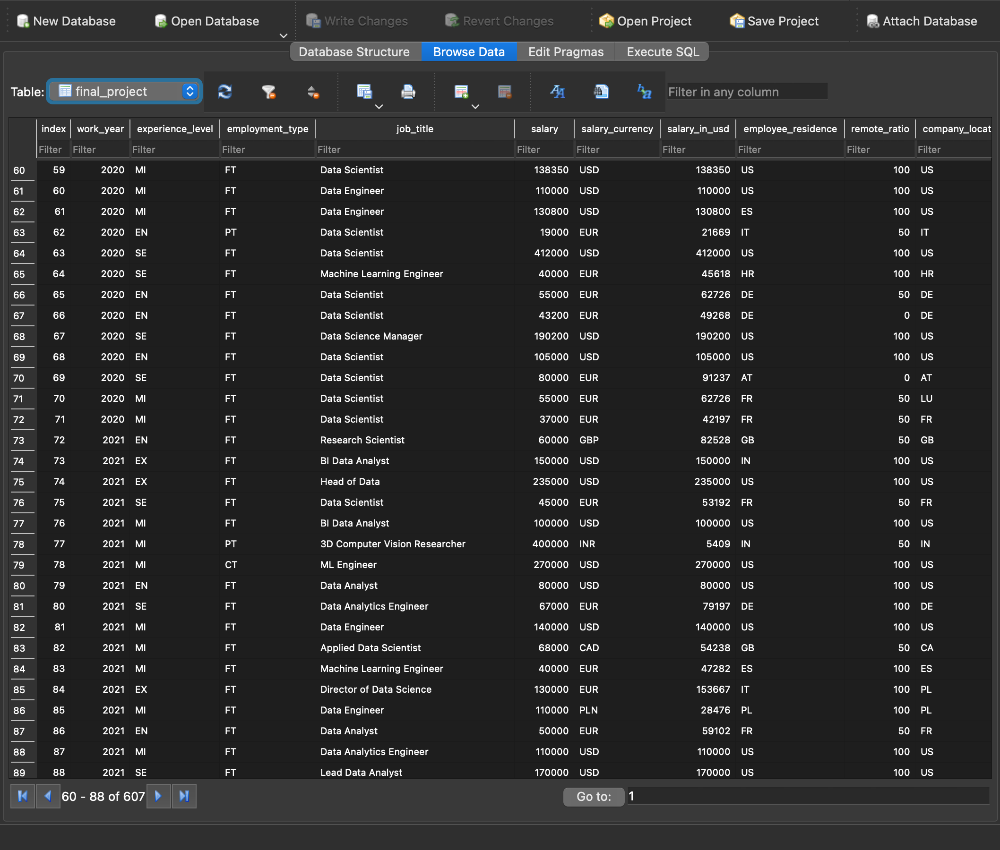 New Database Open Database Write Changes Revert Changes Open Project Save Project Attach Database
Database Structure Browse Data Edit Pragmas Execute SQL
Table: final_project Filter in any column
index work_year experience_level employment_type job_title salary salary_currency salary_in_usd employee_residence remote_ratio company_locat
Filter Filter Filter Filter Filter Filter Filter Filter Filter Filter Filter
60 59 2020 MI FT Data Scientist 138350 USD 138350 US 100 US
61 60 2020 MI FT Data Engineer 110000 USD 110000 US 100 US
62 61 2020 MI FT Data Engineer 130800 USD 130800 ES 100 US
63 62 2020 EN PT Data Scientist 19000 EUR 21669 IT 50 IT
64 63 2020 SE FT Data Scientist 412000 USD 412000 US 100 US
65 64 2020 SE FT Machine Learning Engineer 40000 EUR 45618 HR 100 HR
66 65 2020 EN FT Data Scientist 55000 EUR 62726 DE 50 DE
67 66 2020 EN FT Data Scientist 43200 EUR 49268 DE 0 DE
68 67 2020 SE FT Data Science Manager 190200 USD 190200 US 100 US
69 68 2020 EN FT Data Scientist 105000 USD 105000 US 100 US
70 69 2020 SE FT Data Scientist 80000 EUR 91237 AT 0 AT
71 70 2020 MI FT Data Scientist 55000 EUR 62726 FR 50 LU
72 71 2020 MI FT Data Scientist 37000 EUR 42197 FR 50 FR
73 72 2021 EN FT Research Scientist 60000 GBP 82528 GB 50 GB
74 73 2021 EX FT BI Data Analyst 150000 USD 150000 IN 100 US
75 74 2021 EX FT Head of Data 235000 USD 235000 US 100 US
76 75 2021 SE FT Data Scientist 45000 EUR 53192 FR 50 FR
77 76 2021 MI FT BI Data Analyst 100000 USD 100000 US 100 US
78 77 2021 MI PT 3D Computer Vision Researcher 400000 INR 5409 IN 50 IN
79 78 2021 MI CT ML Engineer 270000 USD 270000 US 100 US
80 79 2021 EN FT Data Analyst 80000 USD 80000 US 100 US
81 80 2021 SE FT Data Analytics Engineer 67000 EUR 79197 DE 100 DE
82 81 2021 MI FT Data Engineer 140000 USD 140000 US 100 US
83 82 2021 MI FT Applied Data Scientist 68000 CAD 54238 GB 50 CA
84 83 2021 MI FT Machine Learning Engineer 40000 EUR 47282 ES 100 ES
85 84 2021 EX FT Director of Data Science 130000 EUR 153667 IT 100 PL
86 85 2021 MI FT Data Engineer 110000 PLN 28476 PL 100 PL
87 86 2021 EN FT Data Analyst 50000 EUR 59102 FR 50 FR
88 87 2021 MI FT Data Analytics Engineer 110000 USD 110000 US 100 US
89 88 2021 SE FT Lead Data Analyst 170000 USD 170000 US 100 US
60 - 88 of 607 Go to: 1